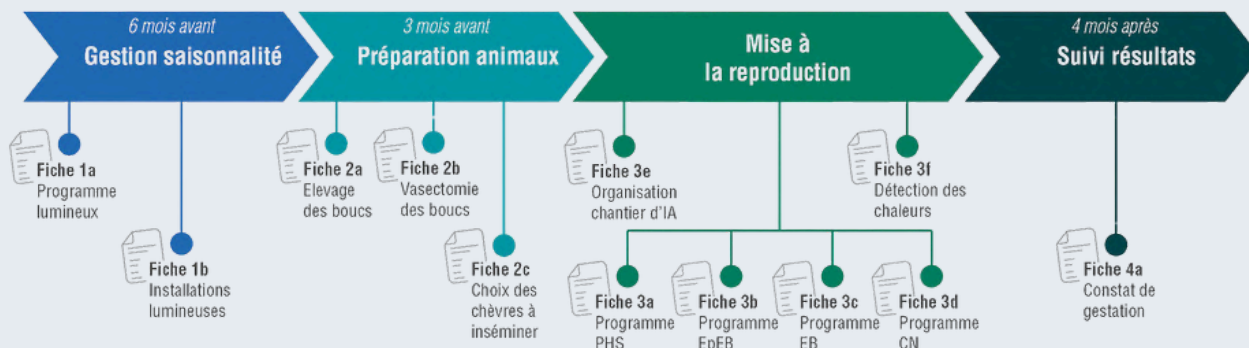 6 mois avant
Gestion saisonnalité
3 mois avant
Préparation animaux
Mise à
la reproduction
4 mois après
Suivi résultats
Fiche 1a
Programme
lumineux
Fiche 1b
Installations
lumineuses
Fiche 2a
Elevage
des boucs
Fiche 2b
Vasectomie
des boucs
Fiche 2c
Choix des
chèvres à
inséminer
Fiche 3e
Organisation
chantier d'IA
Fiche 3f
Détection des
chaleurs
Fiche 3a
Programme
PHS
Fiche 3b
Programme
EpEB
Fiche 3c
Programme
EB
Fiche 3d
Programme
CN
Fiche 4a
Constat de
gestation